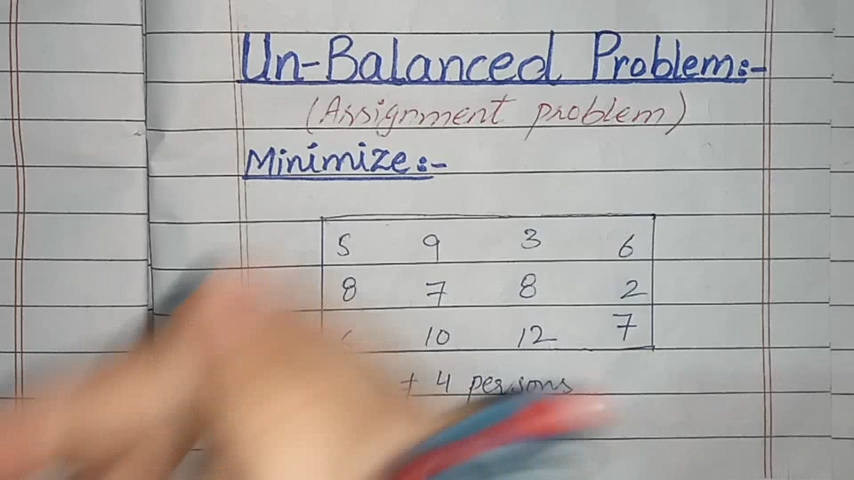 Un-Balanced Problem:-
(Assignment problem)
Minimize:-
5 9 3 6
8 7 8 2
10 12 7
+ 4 persons